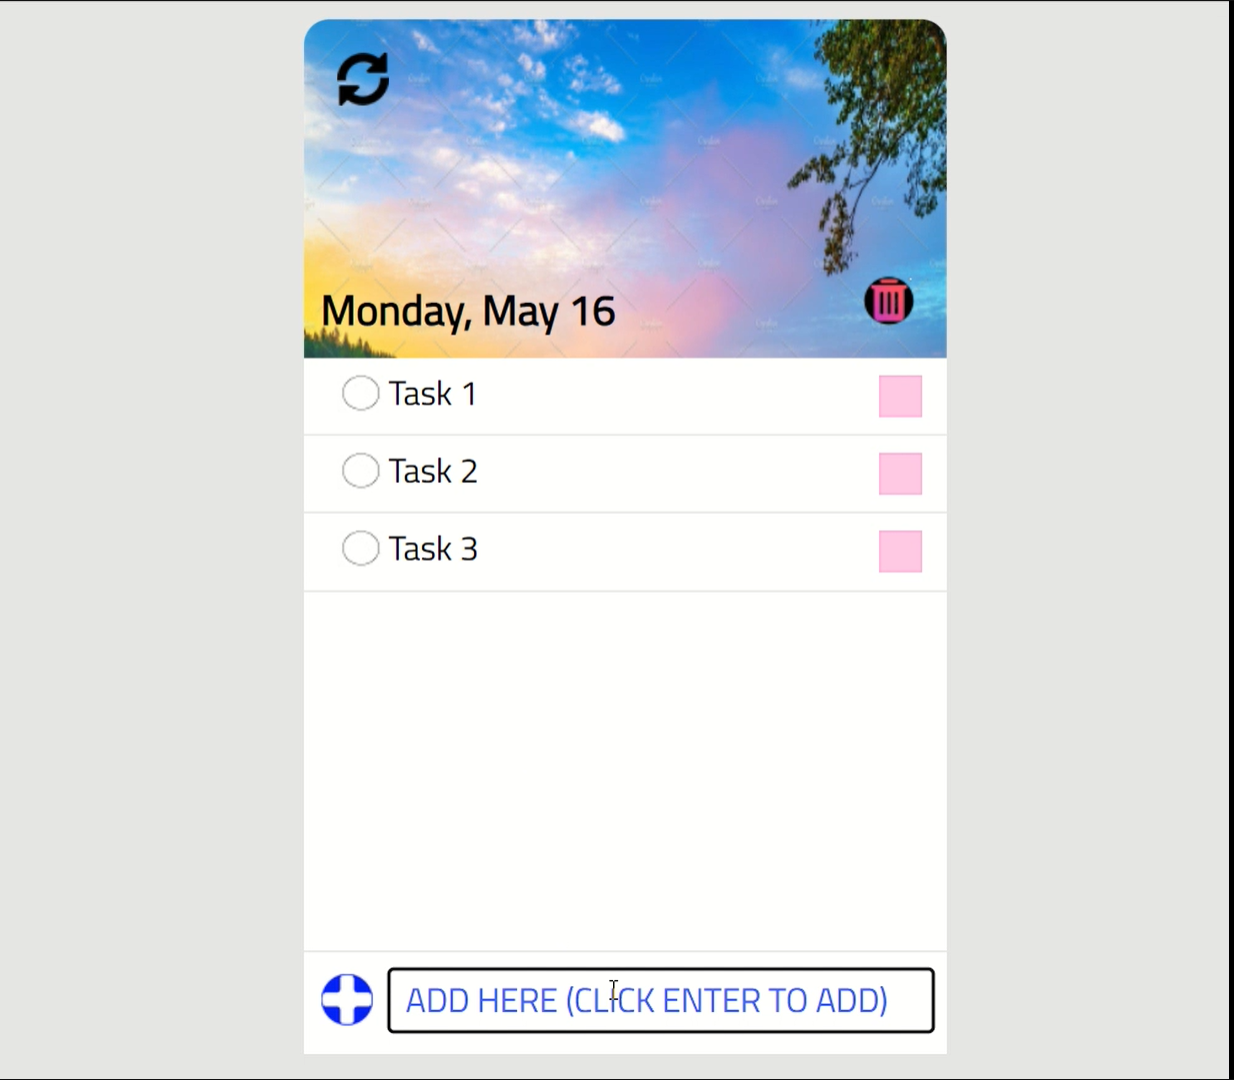 Monday, May 16
Task 1
Task 2
Task 3
ADD HERE (CLICK ENTER TO ADD)